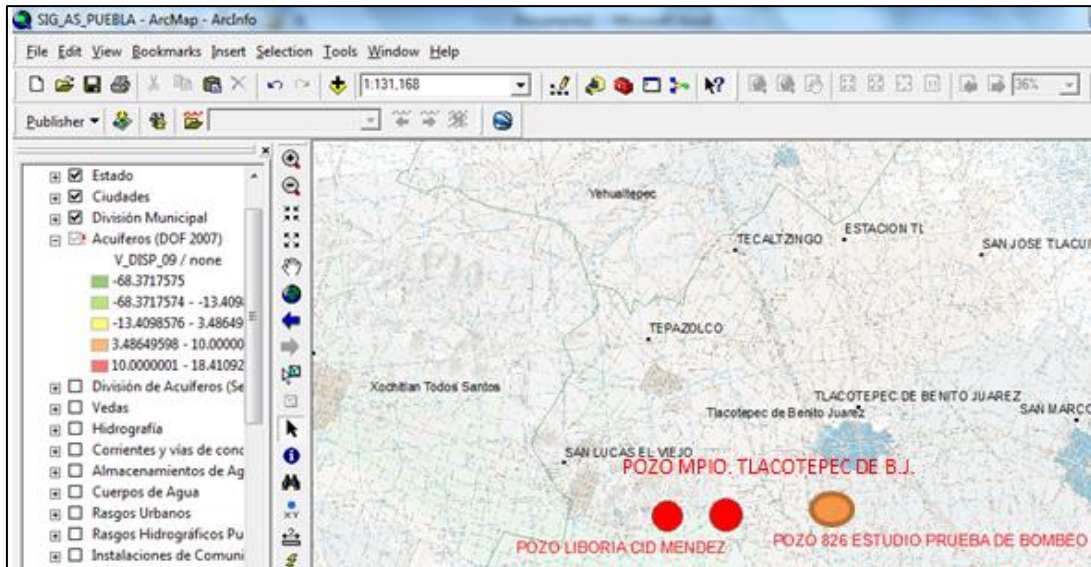 SIG_AS_PUEBLA - ArcMap - ArcInfo
File Edit View Bookmarks Insert Selection Tools Window Help
1:131,168
36%
Publisher
Estado
Ciudades
División Municipal
Acuíferos (DOF 2007)
V_DISP_09 / none
-68.3717575
-68.3717574 - -13.409
-13.4098576 - 3.48649
3.48649598 - 10.00000
10.0000001 - 18.41092
División de Acuíferos (Se
Vedas
Hidrografía
Corrientes y vías de cond
Almacenamientos de Ag
Cuerpos de Agua
Rasgos Urbanos
Rasgos Hidrográficos Pu
Instalaciones de Comuni
Yehualtepec
TECALTZINGO
ESTACION TL
SAN JOSE TLACUI
TEPAZOLCO
Xochitlan Todos Santos
TLACOTEPEC DE BENITO JUAREZ
Tlacotepec de Benito Juarez
SAN MARCO
SAN LUCAS EL VIEJO
POZO MPIO. TLACOTEPEC DE B.J.
POZO LIBORIA CID MENDEZ
POZO 826 ESTUDIO PRUEBA DE BOMBEO